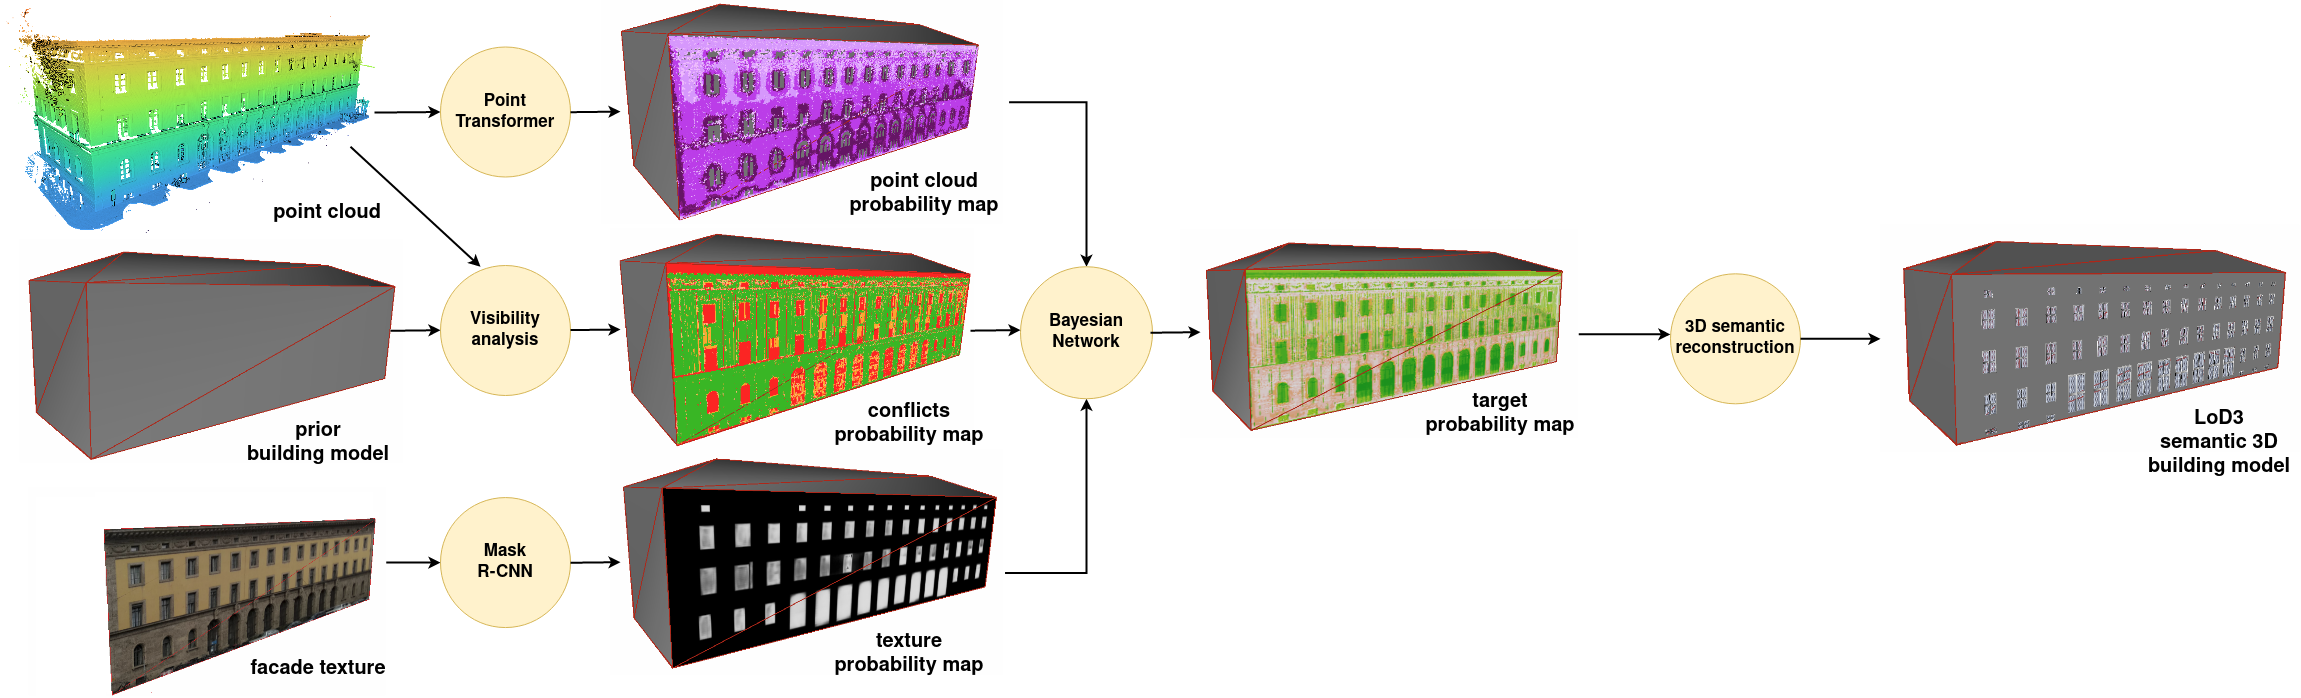 point cloud
Point
Transformer
point cloud
probability map
prior
building model
Visibility
analysis
conflicts
probability map
Bayesian
Network
target
probability map
3D semantic
reconstruction
LoD3
semantic 3D
building model
facade texture
Mask
R-CNN
texture
probability map